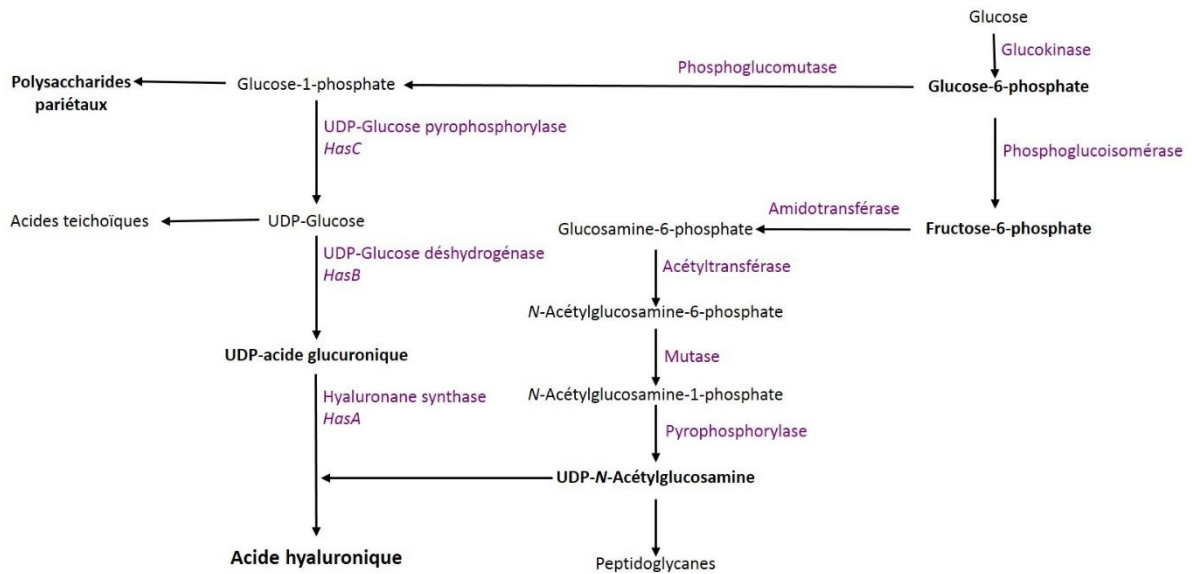 Glucose
Glucokinase
Phosphoglucomutase
Polysaccharides
pariétaux
Glucose-1-phosphate
Glucose-6-phosphate
UDP-Glucose pyrophosphorylase
HasC
Phosphoglucoisomérase
Acides teichoïques
UDP-Glucose
Amidotransférase
Glucosamine-6-phosphate
Fructose-6-phosphate
UDP-Glucose déshydrogénase
HasB
Acétyltransférase
N-Acétylglucosamine-6-phosphate
UDP-acide glucuronique
Mutase
Hyaluronane synthase
HasA
N-Acétylglucosamine-1-phosphate
Pyrophosphorylase
UDP-N-Acétylglucosamine
Acide hyaluronique
Peptidoglycanes